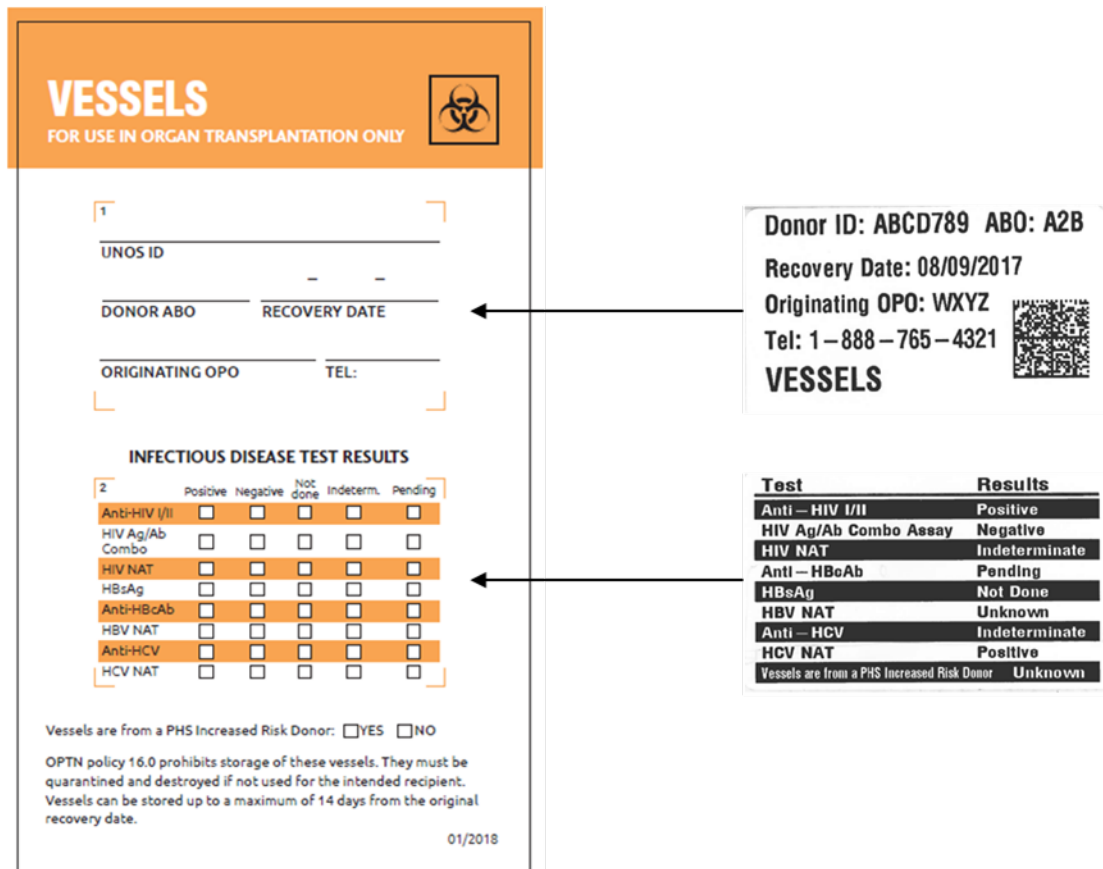 VESSELS
FOR USE IN ORGAN TRANSPLANTATION ONLY
1
UNOS ID
– –
DONOR ABO RECOVERY DATE
ORIGINATING OPO TEL:
INFECTIOUS DISEASE TEST RESULTS
2 Positive Negative Not done Indeterm. Pending
Anti-HIV I/II
HIV Ag/Ab
Combo
HIV NAT
HBsAg
Anti-HBcAb
HBV NAT
Anti-HCV
HCV NAT
Vessels are from a PHS Increased Risk Donor: YES NO
OPTN policy 16.0 prohibits storage of these vessels. They must be
quarantined and destroyed if not used for the intended recipient.
Vessels can be stored up to a maximum of 14 days from the original
recovery date.
01/2018
Donor ID: ABCD789 ABO: A2B
Recovery Date: 08/09/2017
Originating OPO: WXYZ
Tel: 1–888–765–4321
VESSELS
Test Results
Anti–HIV I/II Positive
HIV Ag/Ab Combo Assay Negative
HIV NAT Indeterminate
Anti–HBcAb Pending
HBsAg Not Done
HBV NAT Unknown
Anti–HCV Indeterminate
HCV NAT Positive
Vessels are from a PHS Increased Risk Donor Unknown